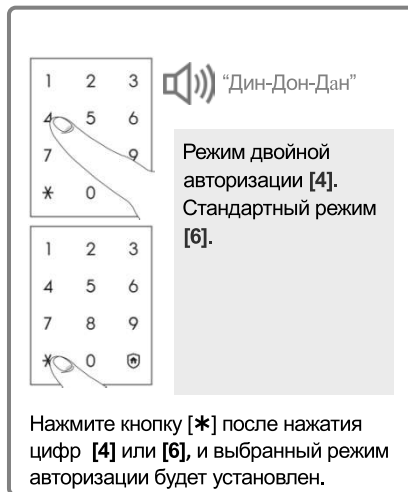 1 2 3
4 5 6
7 9
* 0
“Дин-Дон-Дан”
Режим двойной
авторизации [4].
Стандартный режим
[6].
1 2 3
4 5 6
7 8 9
* 0
Нажмите кнопку [*] после нажатия
цифр [4] или [6], и выбранный режим
авторизации будет установлен.